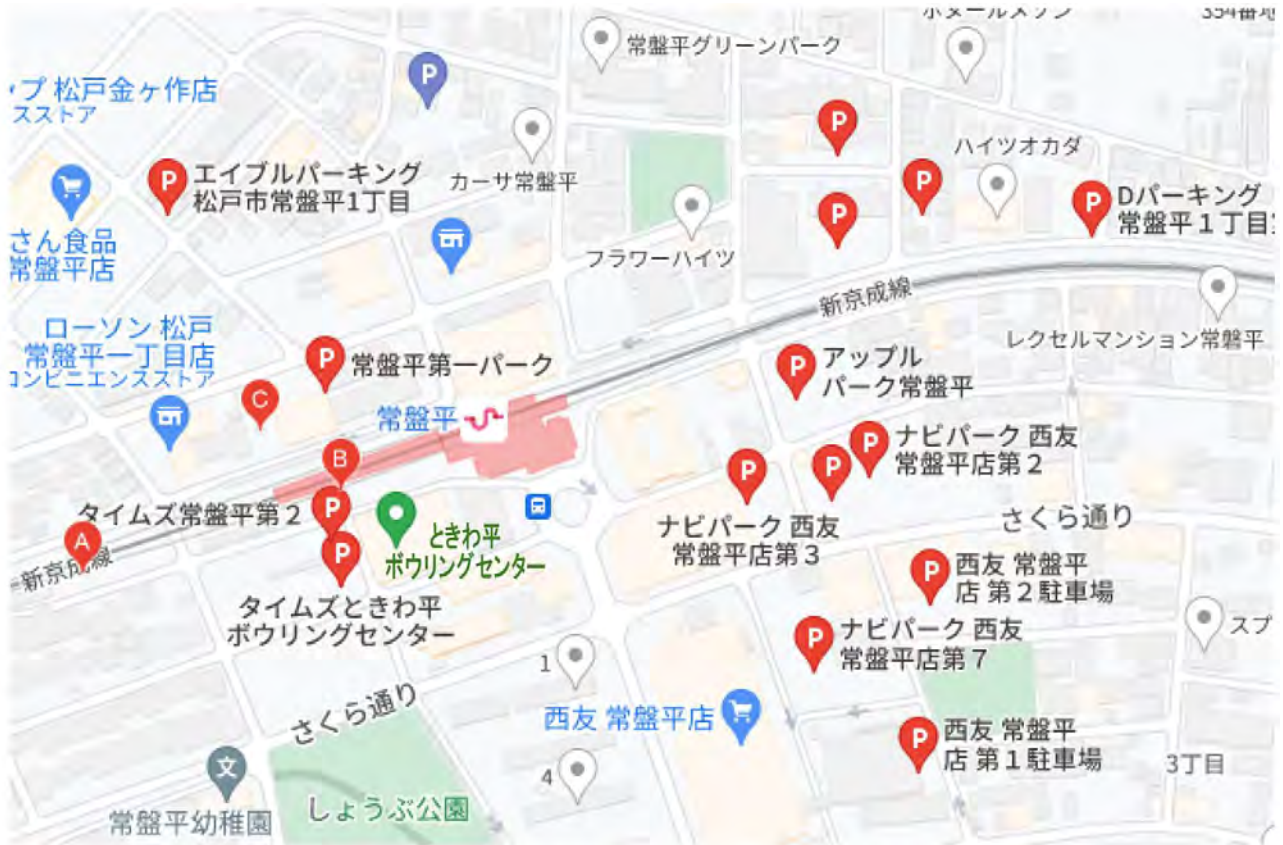 常盤平グリーンパーク
プ 松戸金ヶ作店
スストア
P
P
エイブルパーキング
松戸市常盤平1丁目
カーサ常盤平
P
P
P
ハイツオカダ
P
Dパーキング
常盤平1丁目
さん食品
常盤平店
フラワーハイツ
新京成線
レクセルマンション常盤平
ローソン 松戸
常盤平一丁目店
コンビニエンスストア
P
常盤平第一パーク
C
常盤平
P
アップル
パーク常盤平
B
P
ナビパーク 西友
常盤平店第2
P
P
ナビパーク 西友
常盤平店第3
A
新京成線
タイムズ常盤平第2
P
P
タイムズときわ平
ボウリングセンター
ときわ平
ボウリングセンター
さくら通り
P
西友 常盤平
店 第2駐車場
P
ナビパーク 西友
常盤平店第7
スプ
1
さくら通り
西友 常盤平店
P
西友 常盤平
店 第1駐車場
3丁目
4
文
常盤平幼稚園
しょうぶ公園